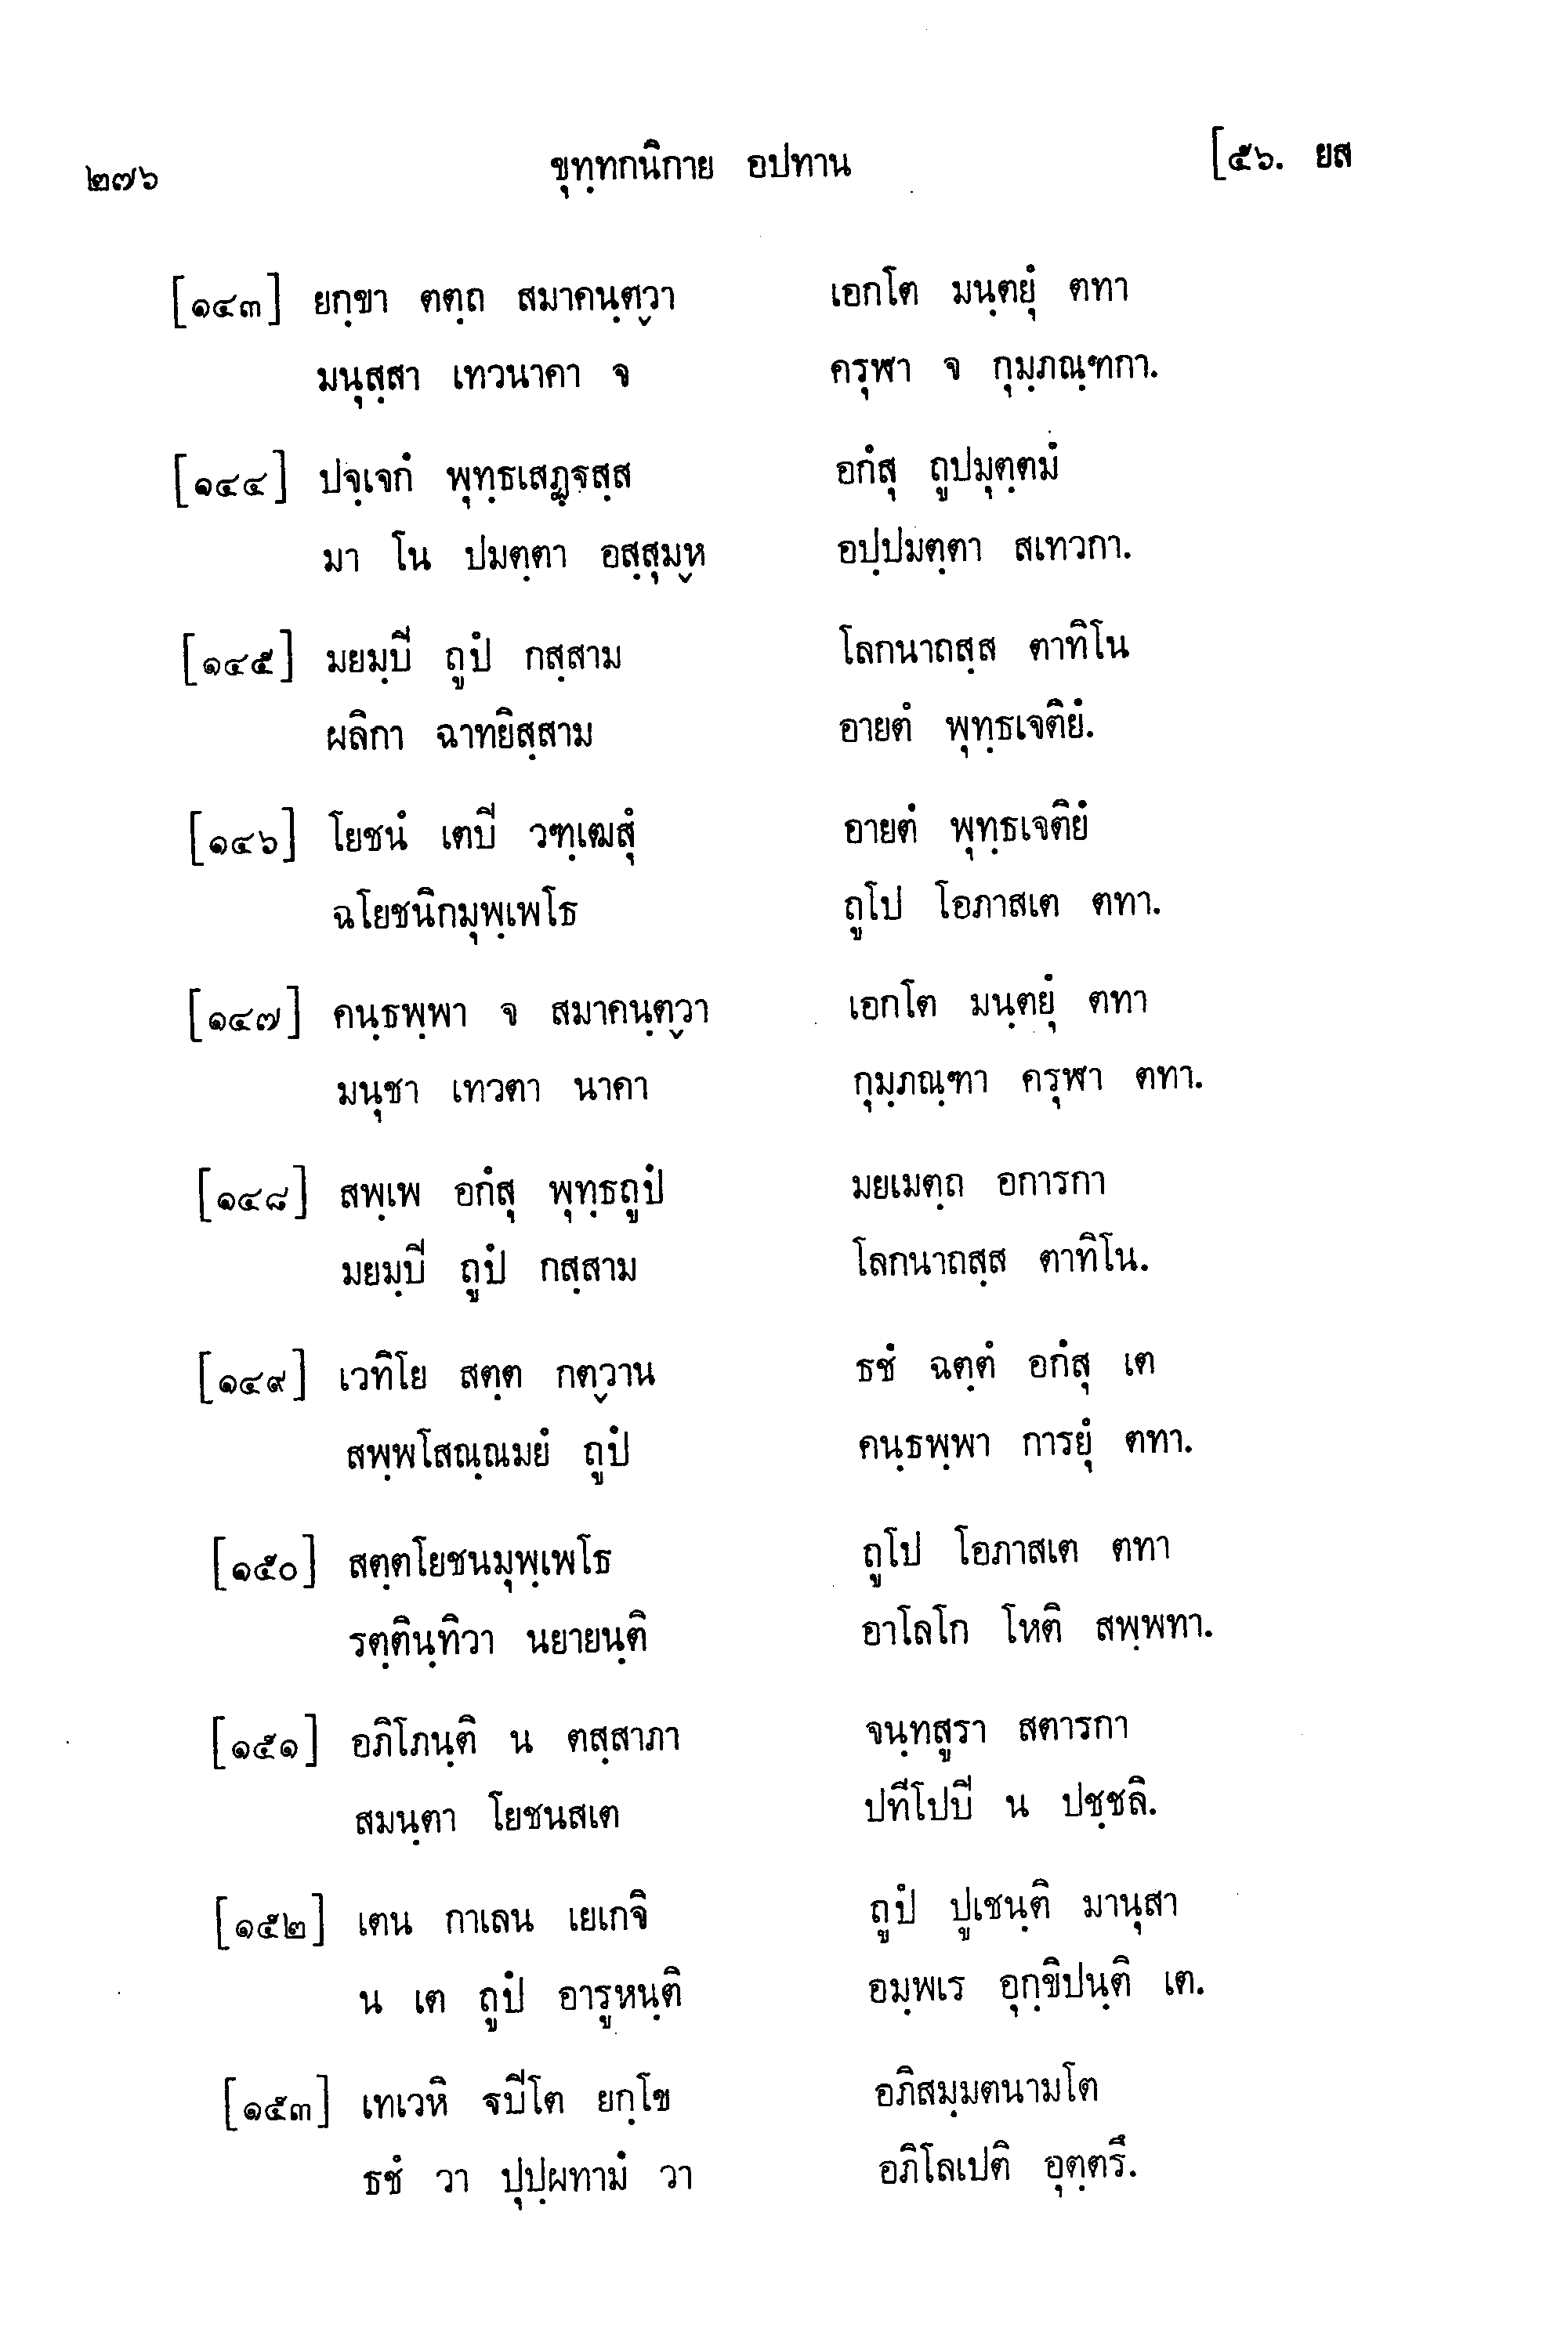 ๒๗๖ ขุทฺทกนิกาย อปทาน [๕๖. ยส
[๑๔๓] ยกฺขา ตตฺถ สมาคนฺตฺวา เอกโต มนฺตยุํ ตทา
มนุสฺสา เทวนาคา จ ครุฬา จ กุมฺภณฺฑกา.
[๑๔๔] ปจฺเจกํ พุทฺธเสฏฺฐสฺส อกํสุ ถูปมุตฺตมํ
มา โน ปมตฺตา อสฺสุมฺห อปฺปมตฺตา สเทวกา.
[๑๔๕] มยมฺปิ ถูปํ กสฺสาม โลกนาถสฺส ตาทิโน
ผลิกา ฉาทยิสฺสาม อายตํ พุทฺธเจติยํ.
[๑๔๖] โยชนํ เตปิ วฑฺเฒสุํ อายตํ พุทฺธเจติยํ
ฉโยชนิกมุพฺเพโธ ถูโป โอภาสเต ตทา.
[๑๔๗] คนฺธพฺพา จ สมาคนฺตฺวา เอกโต มนฺตยุํ ตทา
มนุชา เทวตา นาคา กุมฺภณฺฑา ครุฬา ตทา.
[๑๔๘] สพฺเพ อกํสุ พุทฺธถูปํ มยเมตฺถ อการกา
มยมฺปิ ถูปํ กสฺสาม โลกนาถสฺส ตาทิโน.
[๑๔๙] เวทิโย สตฺต กตฺวาน ธชํ ฉตฺตํ อกํสุ เต
สพฺพโสณฺณมยํ ถูปํ คนฺธพฺพา การยุํ ตทา.
[๑๕๐] สตฺตโยชนมุพฺเพโธ ถูโป โอภาสเต ตทา
รตฺตินฺทิวา นยายนฺติ อาโลโก โหติ สพฺพทา.
[๑๕๑] อภิโภนฺติ น ตสฺสาภา จนฺทสูรา สตารกา
สมนฺตา โยชนสเต ปทีโปปิ น ปชฺชลิ.
[๑๕๒] เตน กาเลน เยเกจิ ถูปํ ปูเชนฺติ มานุสา
น เต ถูปํ อารูหนฺติ อมฺพเร อุกฺขิปนฺติ เต.
[๑๕๓] เทเวหิ ฐปิโต ยกฺโข อภิสมฺมตนามโต
ธชํ วา ปุปฺผทามํ วา อภิโลเปติ อุตฺตรึ.